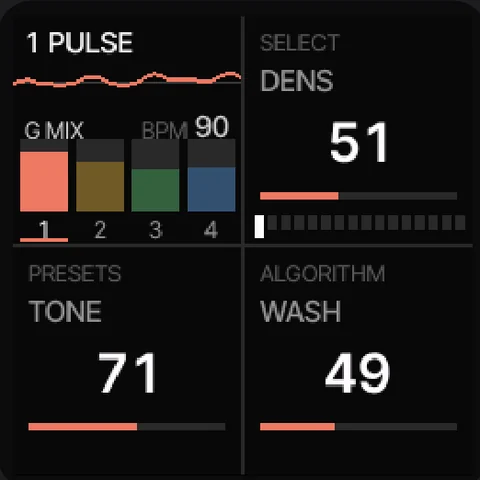 1 PULSE
G MIX BPM 90
1 2 3 4
SELECT
DENS
51
PRESETS
TONE
71
ALGORITHM
WASH
49